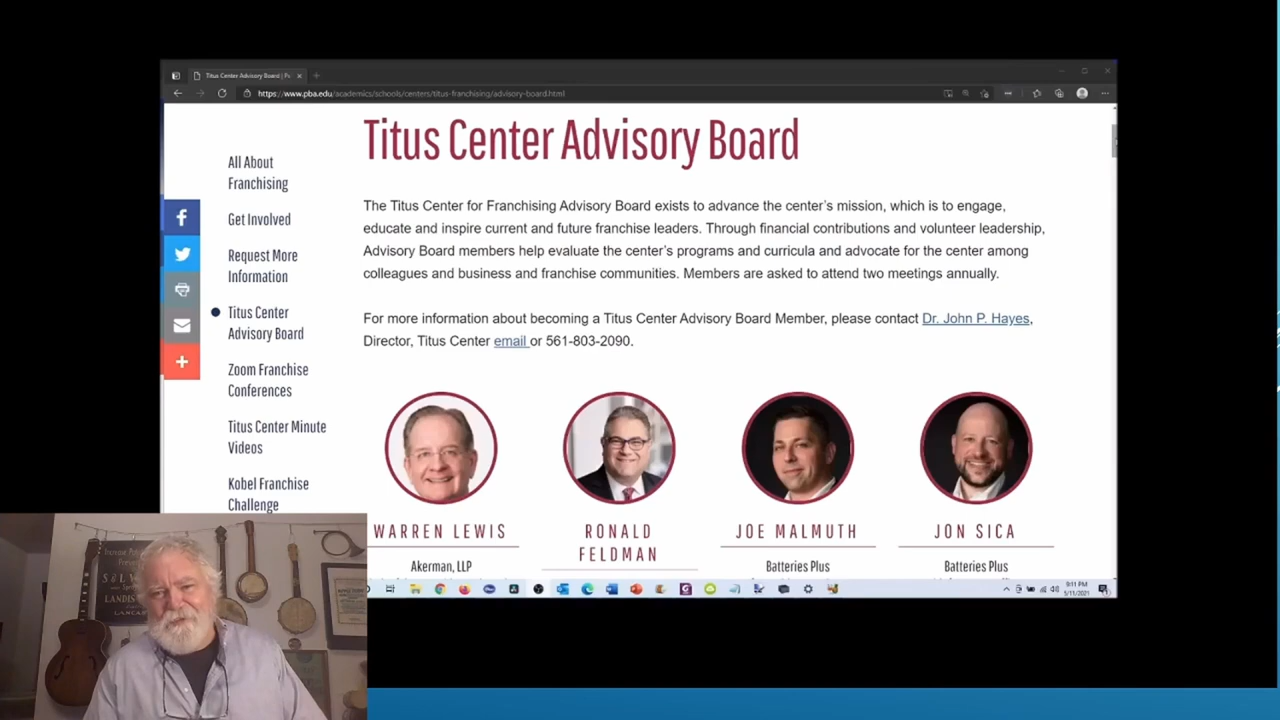 Titus Center Advisory Board | Pa
https://www.pba.edu/academics/schools/centers/titus-franchising/advisory-board.html
All About
Franchising
Get Involved
Request More
Information
Titus Center
Advisory Board
Zoom Franchise
Conferences
Titus Center Minute
Videos
Kobel Franchise
Challenge
Titus Center Advisory Board
The Titus Center for Franchising Advisory Board exists to advance the center's mission, which is to engage,
educate and inspire current and future franchise leaders. Through financial contributions and volunteer leadership,
Advisory Board members help evaluate the center's programs and curricula and advocate for the center among
colleagues and business and franchise communities. Members are asked to attend two meetings annually.
For more information about becoming a Titus Center Advisory Board Member, please contact Dr. John P. Hayes,
Director, Titus Center email or 561-803-2090.
WARREN LEWIS
Akerman, LLP
RONALD
FELDMAN
JOE MALMUTH
Batteries Plus
JON SICA
Batteries Plus
9:11 PM
5/11/2021